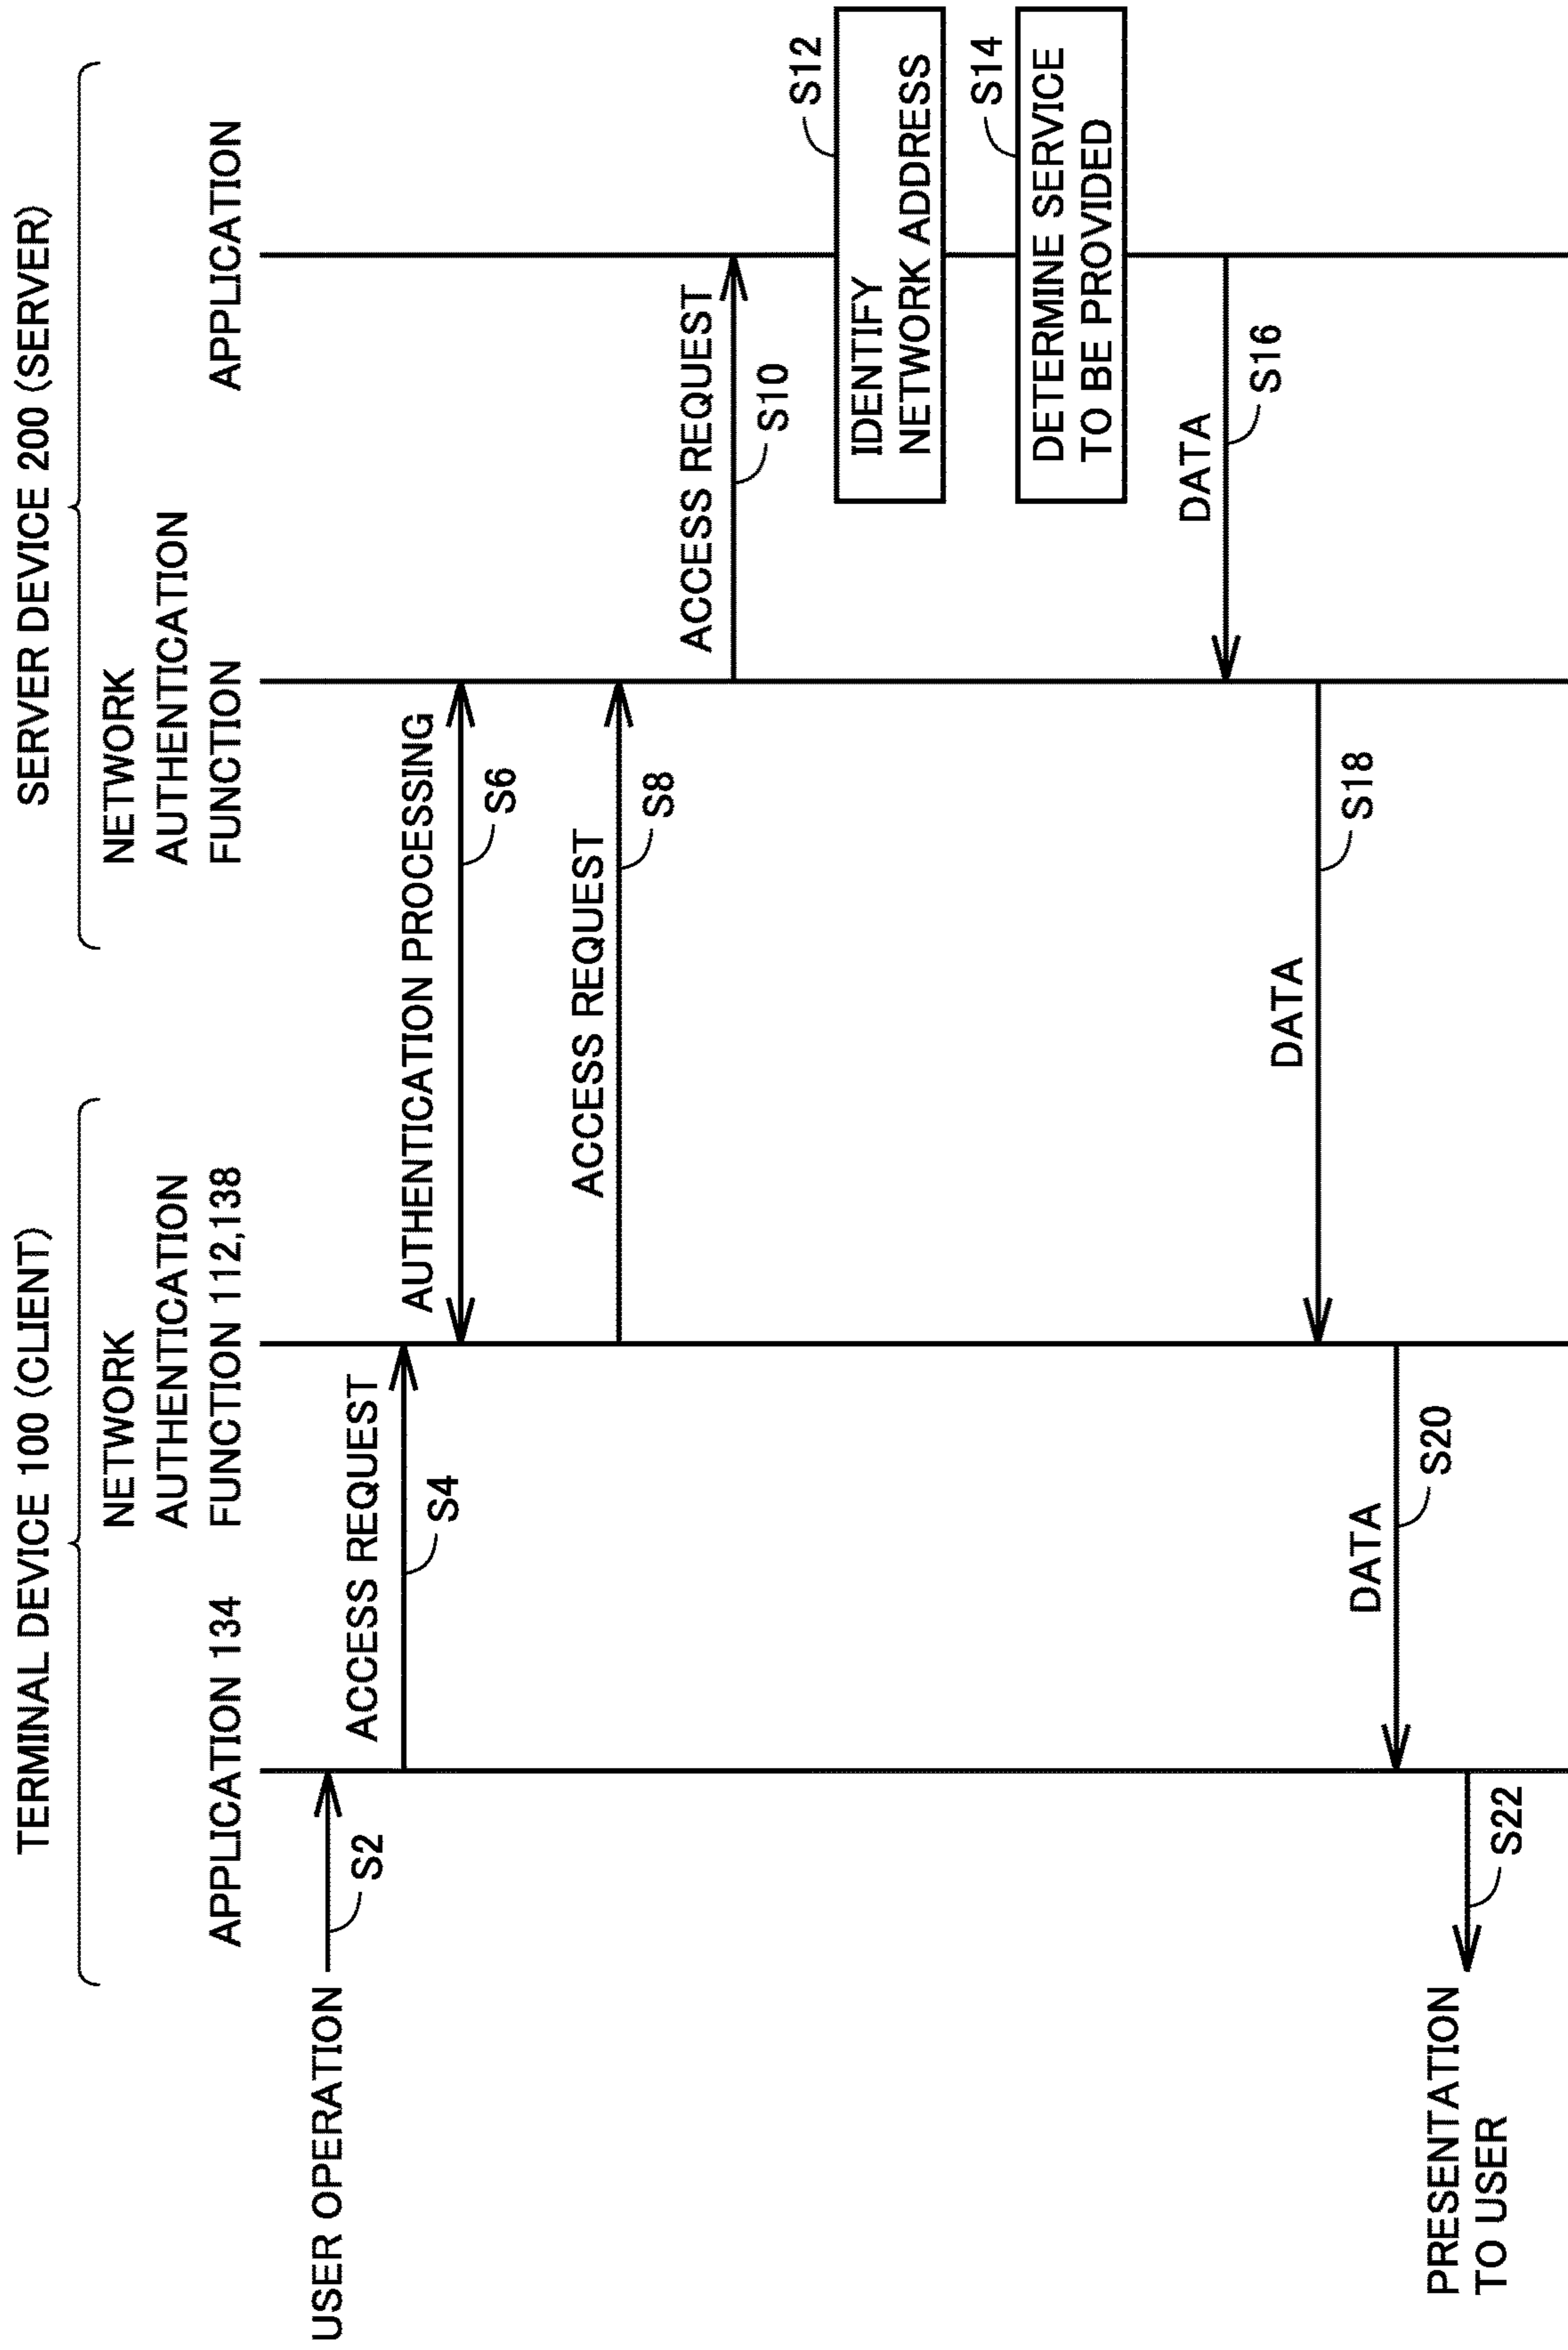 TERMINAL DEVICE 100 (CLIENT)
SERVER DEVICE 200 (SERVER)
APPLICATION 134
NETWORK
AUTHENTICATION
FUNCTION 112,138
NETWORK
AUTHENTICATION
FUNCTION
APPLICATION
USER OPERATION
S2
ACCESS REQUEST
S4
AUTHENTICATION PROCESSING
S6
ACCESS REQUEST
S8
ACCESS REQUEST
S10
S12
IDENTIFY
NETWORK ADDRESS
S14
DETERMINE SERVICE
TO BE PROVIDED
DATA
S16
DATA
S18
DATA
S20
PRESENTATION
TO USER
S22